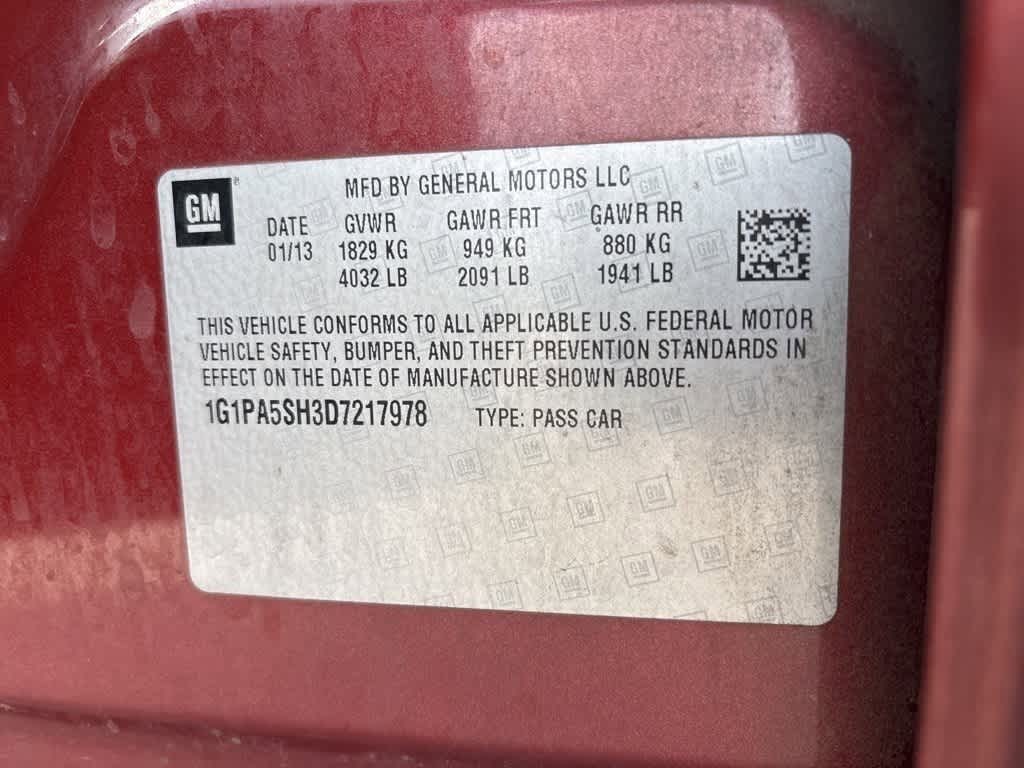 GM
MFD BY GENERAL MOTORS LLC
DATE GVWR GAWR FRT GAWR RR
01/13 1829 KG 949 KG 880 KG
4032 LB 2091 LB 1941 LB
THIS VEHICLE CONFORMS TO ALL APPLICABLE U.S. FEDERAL MOTOR
VEHICLE SAFETY, BUMPER, AND THEFT PREVENTION STANDARDS IN
EFFECT ON THE DATE OF MANUFACTURE SHOWN ABOVE.
1G1PA5SH3D7217978 TYPE: PASS CAR